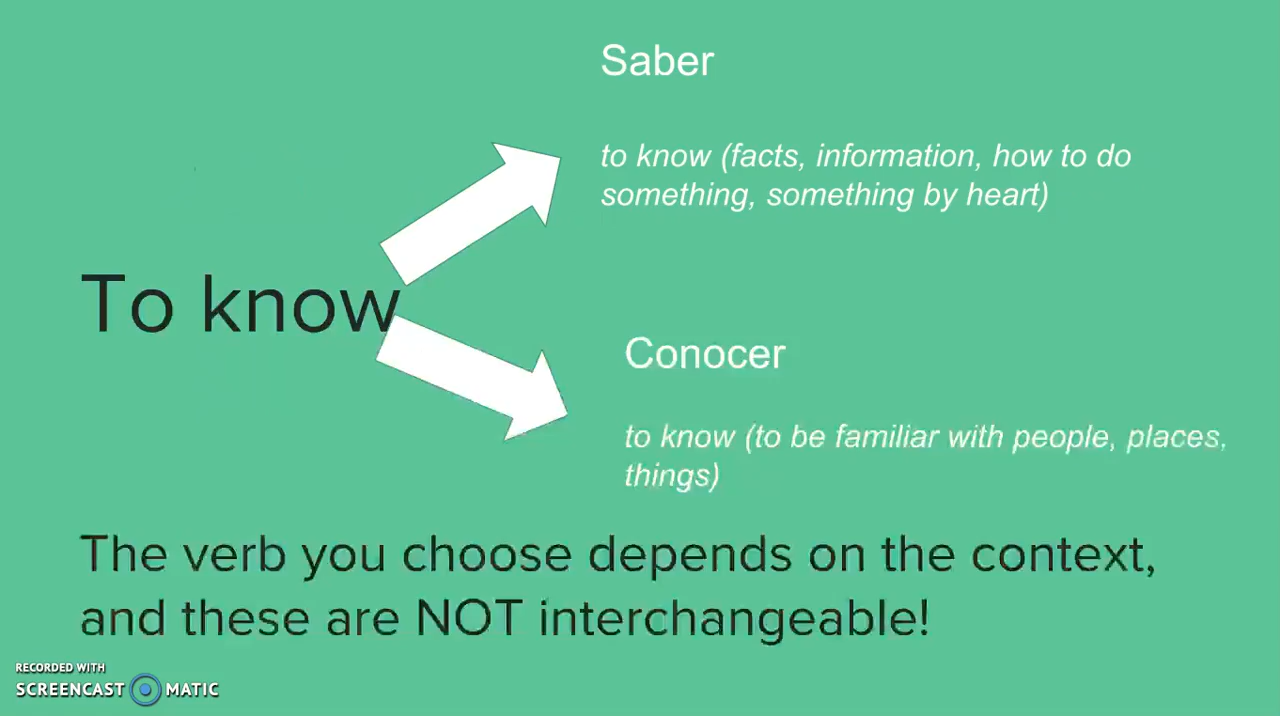 Saber
to know (facts, information, how to do
something, something by heart)
To know
Conocer
to know (to be familiar with people, places,
things)
The verb you choose depends on the context,
and these are NOT interchangeable!
RECORDED WITH
SCREENCAST MATIC